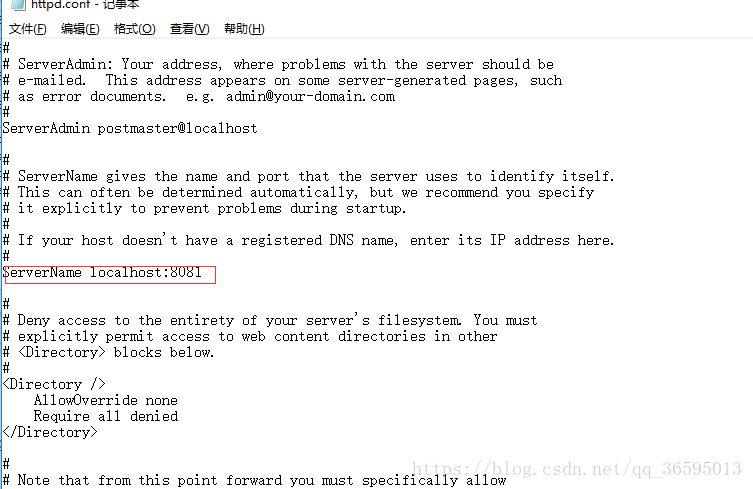 httpd.conf - 记事本
文件(F) 编辑(E) 格式(O) 查看(V) 帮助(H)
#
# ServerAdmin: Your address, where problems with the server should be
# e-mailed.  This address appears on some server-generated pages, such
# as error documents.  e.g. admin@your-domain.com
#
ServerAdmin postmaster@localhost
#
# ServerName gives the name and port that the server uses to identify itself.
# This can often be determined automatically, but we recommend you specify
# it explicitly to prevent problems during startup.
#
# If your host doesn't have a registered DNS name, enter its IP address here.
#
ServerName localhost:8081
#
# Deny access to the entirety of your server's filesystem. You must
# explicitly permit access to web content directories in other
# <Directory> blocks below.
#
<Directory />
    AllowOverride none
    Require all denied
</Directory>
#
# Note that from this point forward you must specifically allow
https://blog.csdn.net/qq_36595013